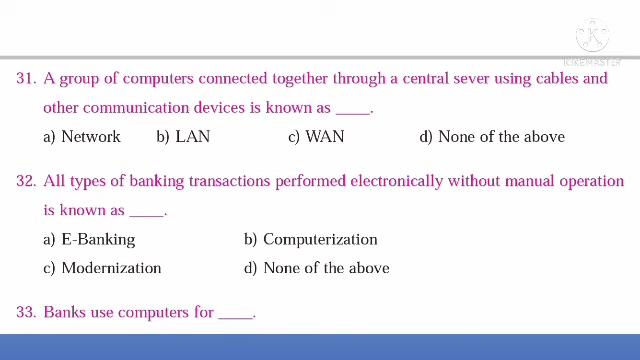 KINEMASTER
31. A group of computers connected together through a central sever using cables and
other communication devices is known as ____.
a) Network b) LAN c) WAN d) None of the above
32. All types of banking transactions performed electronically without manual operation
is known as ____.
a) E-Banking b) Computerization
c) Modernization d) None of the above
33. Banks use computers for ____.